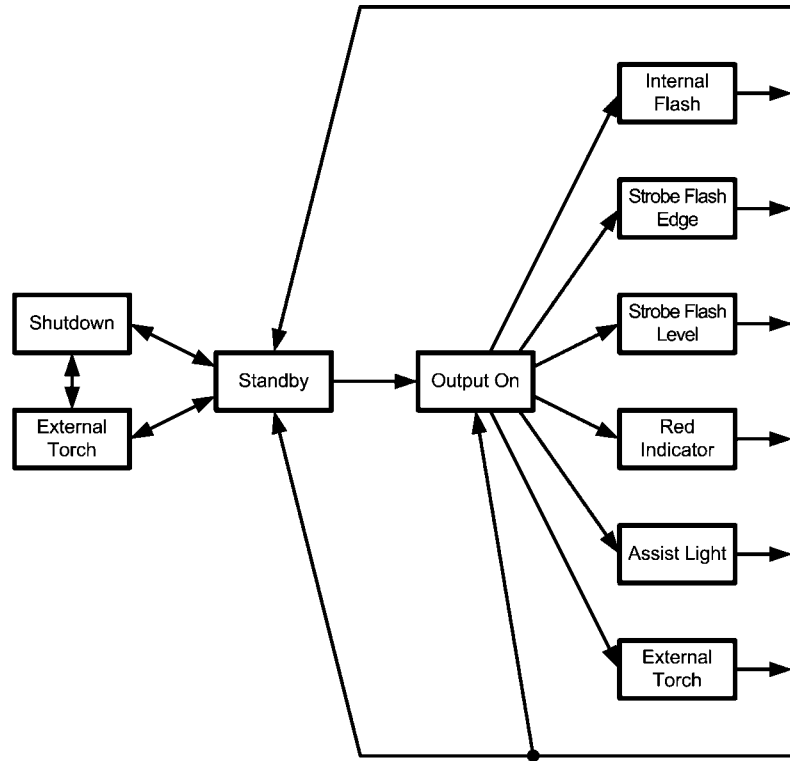 Internal
Flash
Strobe Flash
Edge
Shutdown
Strobe Flash
Level
Standby
Output On
External
Torch
Red
Indicator
Assist Light
External
Torch